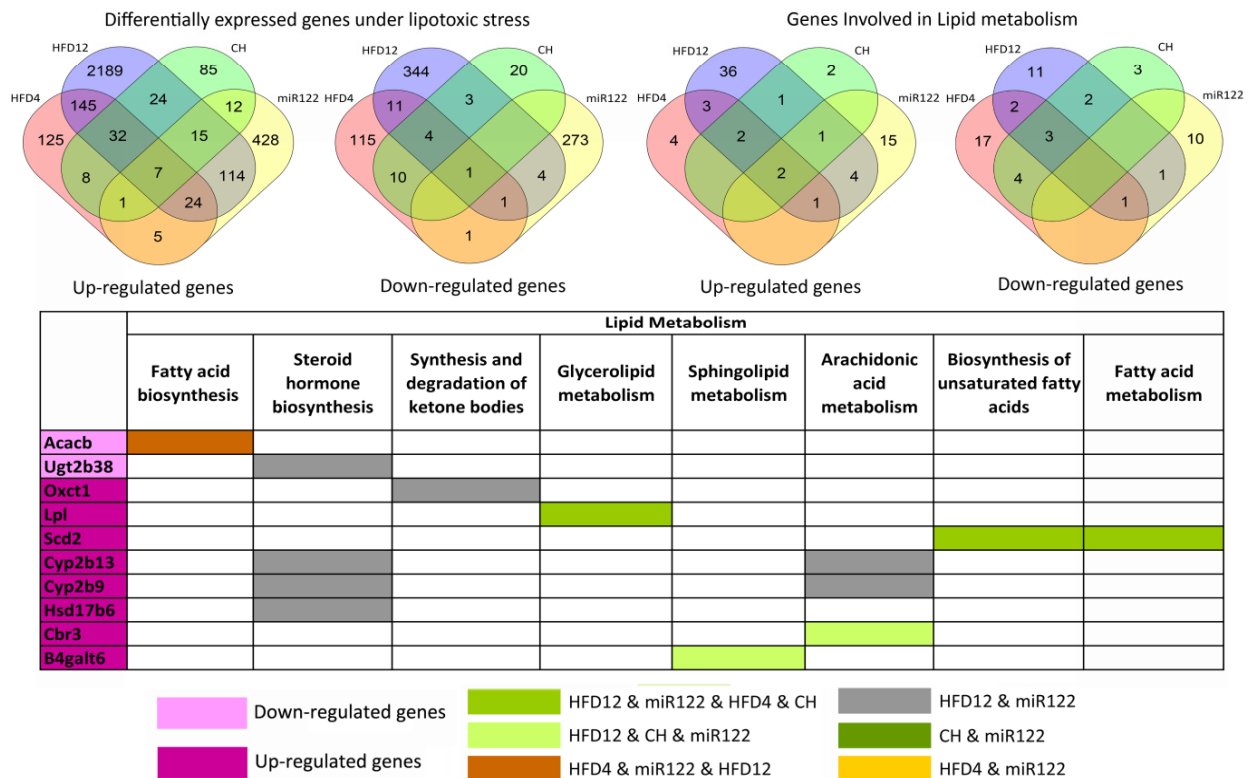 Differentially expressed genes under lipotoxic stress
Genes Involved in Lipid metabolism
HFD12
CH
2189
85
HFD4
miR122
145
24
12
125
32
15
428
8
7
114
1
24
5
Up-regulated genes
HFD12
CH
344
20
HFD4
miR122
11
3
115
4
273
10
1
4
1
1
Down-regulated genes
HFD12
CH
36
2
HFD4
miR122
3
1
4
2
1
15
2
4
1
Up-regulated genes
HFD12
CH
11
3
HFD4
miR122
2
2
17
3
10
4
1
1
Down-regulated genes
Lipid Metabolism
Fatty acid
biosynthesis
Steroid
hormone
biosynthesis
Synthesis and
degradation of
ketone bodies
Glycerolipid
metabolism
Sphingolipid
metabolism
Arachidonic
acid
metabolism
Biosynthesis of
unsaturated fatty
acids
Fatty acid
metabolism
Acacb
Ugt2b38
Oxct1
Lpl
Scd2
Cyp2b13
Cyp2b9
Hsd17b6
Cbr3
B4galt6
Down-regulated genes
Up-regulated genes
HFD12 & miR122 & HFD4 & CH
HFD12 & CH & miR122
HFD4 & miR122 & HFD12
HFD12 & miR122
CH & miR122
HFD4 & miR122